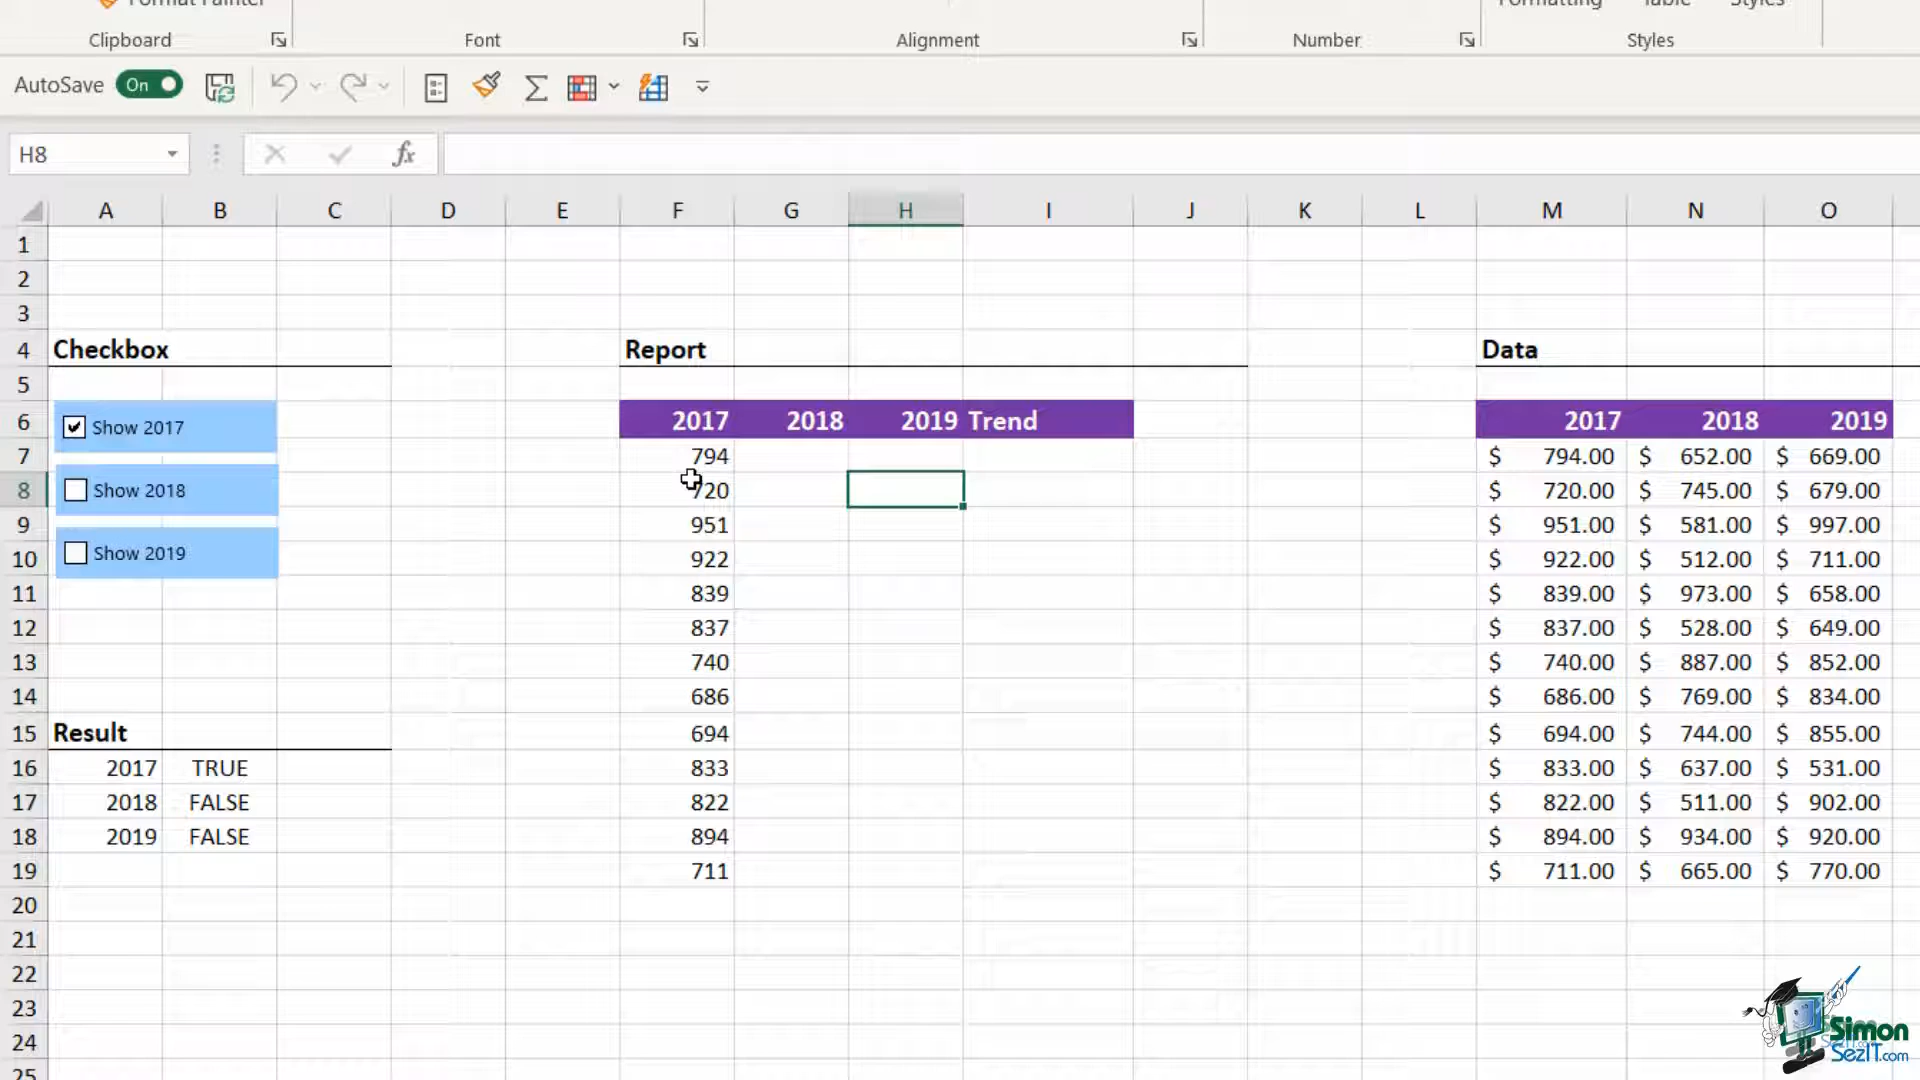 Format Painter
Formatting Table Styles
Clipboard Font Alignment Number Styles
AutoSave On
H8 fx
A B C D E F G H I J K L M N O
1
2
3
4 Checkbox Report Data
5
6 Show 2017 2017 2018 2019 Trend 2017 2018 2019
7 794 $ 794.00 $ 652.00 $ 669.00
8 Show 2018 720 $ 720.00 $ 745.00 $ 679.00
9 951 $ 951.00 $ 581.00 $ 997.00
10 Show 2019 922 $ 922.00 $ 512.00 $ 711.00
11 839 $ 839.00 $ 973.00 $ 658.00
12 837 $ 837.00 $ 528.00 $ 649.00
13 740 $ 740.00 $ 887.00 $ 852.00
14 686 $ 686.00 $ 769.00 $ 834.00
15 Result 694 $ 694.00 $ 744.00 $ 855.00
16 2017 TRUE 833 $ 833.00 $ 637.00 $ 531.00
17 2018 FALSE 822 $ 822.00 $ 511.00 $ 902.00
18 2019 FALSE 894 $ 894.00 $ 934.00 $ 920.00
19 711 $ 711.00 $ 665.00 $ 770.00
20
21
22
23
24
25
Simon
SezIT.com